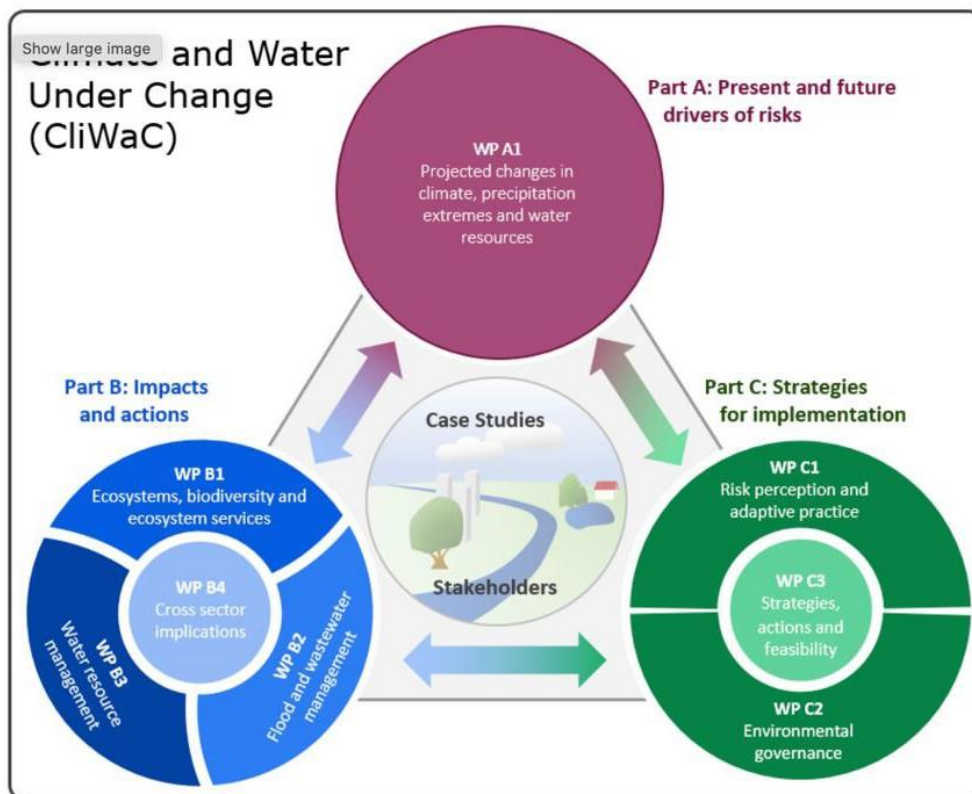 Show large image
and Water
Under Change
(CliWaC)
Part A: Present and future
drivers of risks
WP A1
Projected changes in
climate, precipitation
extremes and water
resources
Part B: Impacts
and actions
Part C: Strategies
for implementation
Case Studies
Stakeholders
WP B1
Ecosystems, biodiversity and
ecosystem services
WP B4
Cross sector
implications
WP B3
Water resource
management
WP B2
Flood and wastewater
management
WP C1
Risk perception and
adaptive practice
WP C3
Strategies,
actions and
feasibility
WP C2
Environmental
governance